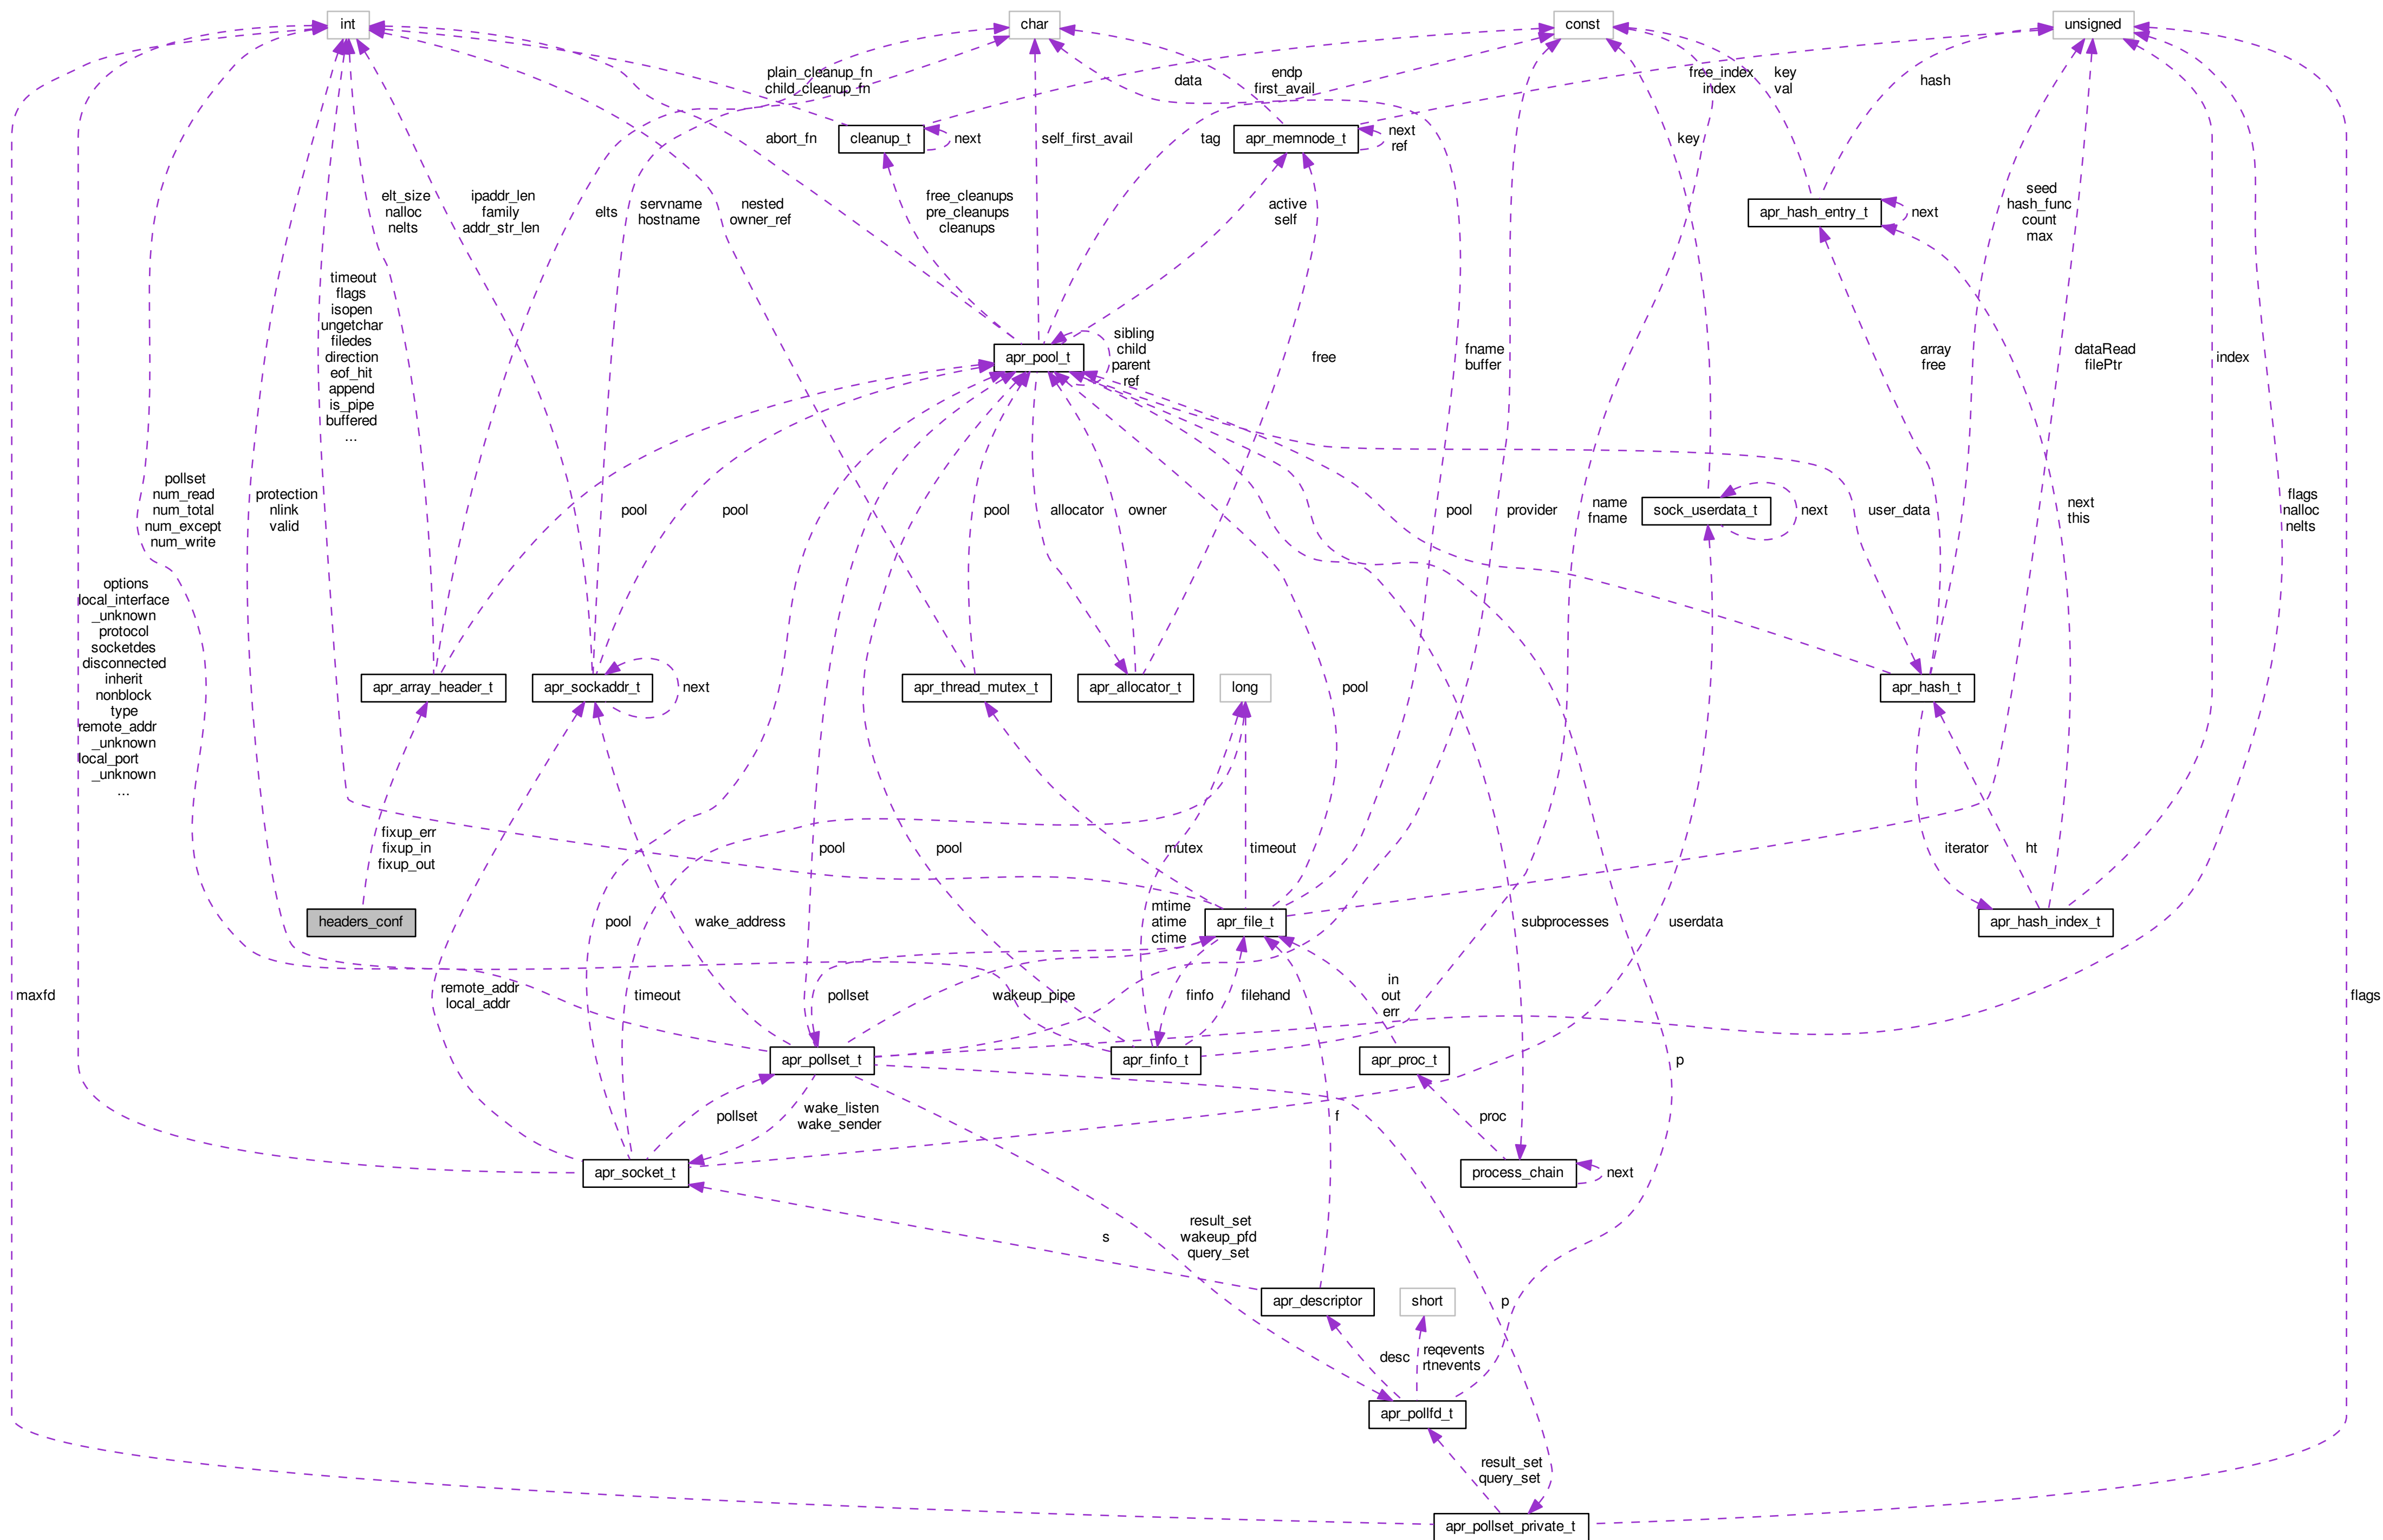 int
char
const
unsigned
plain_cleanup_fn
child_cleanup_fn
data
endp
first_avail
free_index
index
key
val
hash
abort_fn
cleanup_t
next
self_first_avail
tag
apr_memnode_t
next
ref
key
elt_size
nalloc
nelts
ipaddr_len
family
addr_str_len
elts
servname
hostname
nested
owner_ref
free_cleanups
pre_cleanups
cleanups
active
self
apr_hash_entry_t
next
seed
hash_func
count
max
timeout
flags
isopen
ungetchar
filedes
direction
eof_hit
append
is_pipe
buffered
...
apr_pool_t
sibling
child
parent
ref
free
fname
buffer
array
free
dataRead
filePtr
index
pollset
num_read
num_total
num_except
num_write
protection
nlink
valid
pool
pool
pool
allocator
owner
pool
provider
name
fname
sock_userdata_t
next
user_data
next
this
flags
nalloc
nelts
options
local_interface
_unknown
protocol
socketdes
disconnected
inherit
nonblock
type
remote_addr
_unknown
local_port
_unknown
...
apr_array_header_t
apr_sockaddr_t
next
apr_thread_mutex_t
apr_allocator_t
long
pool
apr_hash_t
fixup_err
fixup_in
fixup_out
pool
pool
mutex
timeout
iterator
ht
headers_conf
pool
wake_address
mtime
atime
ctime
apr_file_t
subprocesses
userdata
apr_hash_index_t
maxfd
remote_addr
local_addr
timeout
pollset
wakeup_pipe
finfo
filehand
in
out
err
flags
apr_pollset_t
apr_finfo_t
apr_proc_t
p
pollset
wake_listen
wake_sender
f
proc
apr_socket_t
process_chain
next
s
result_set
wakeup_pfd
query_set
apr_descriptor
short
p
desc
reqevents
rtnevents
apr_pollfd_t
result_set
query_set
apr_pollset_private_t